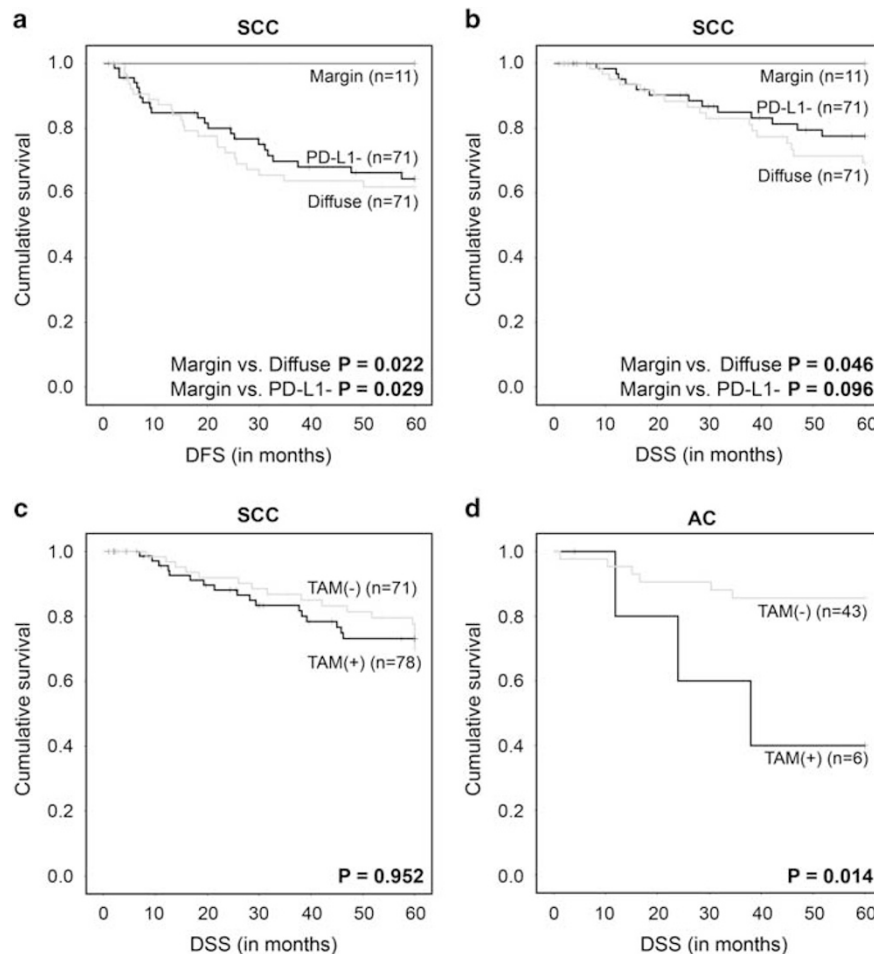 a
SCC
1.0
0.8
0.6
0.4
0.2
0.0
Cumulative survival
Margin (n=11)
PD-L1- (n=71)
Diffuse (n=71)
Margin vs. Diffuse P = 0.022
Margin vs. PD-L1- P = 0.029
0 10 20 30 40 50 60
DFS (in months)
b
SCC
1.0
0.8
0.6
0.4
0.2
0.0
Cumulative survival
Margin (n=11)
PD-L1- (n=71)
Diffuse (n=71)
Margin vs. Diffuse P = 0.046
Margin vs. PD-L1- P = 0.096
0 10 20 30 40 50 60
DSS (in months)
c
SCC
1.0
0.8
0.6
0.4
0.2
0.0
Cumulative survival
TAM(-) (n=71)
TAM(+) (n=78)
P = 0.952
0 10 20 30 40 50 60
DSS (in months)
d
AC
1.0
0.8
0.6
0.4
0.2
0.0
Cumulative survival
TAM(-) (n=43)
TAM(+) (n=6)
P = 0.014
0 10 20 30 40 50 60
DSS (in months)